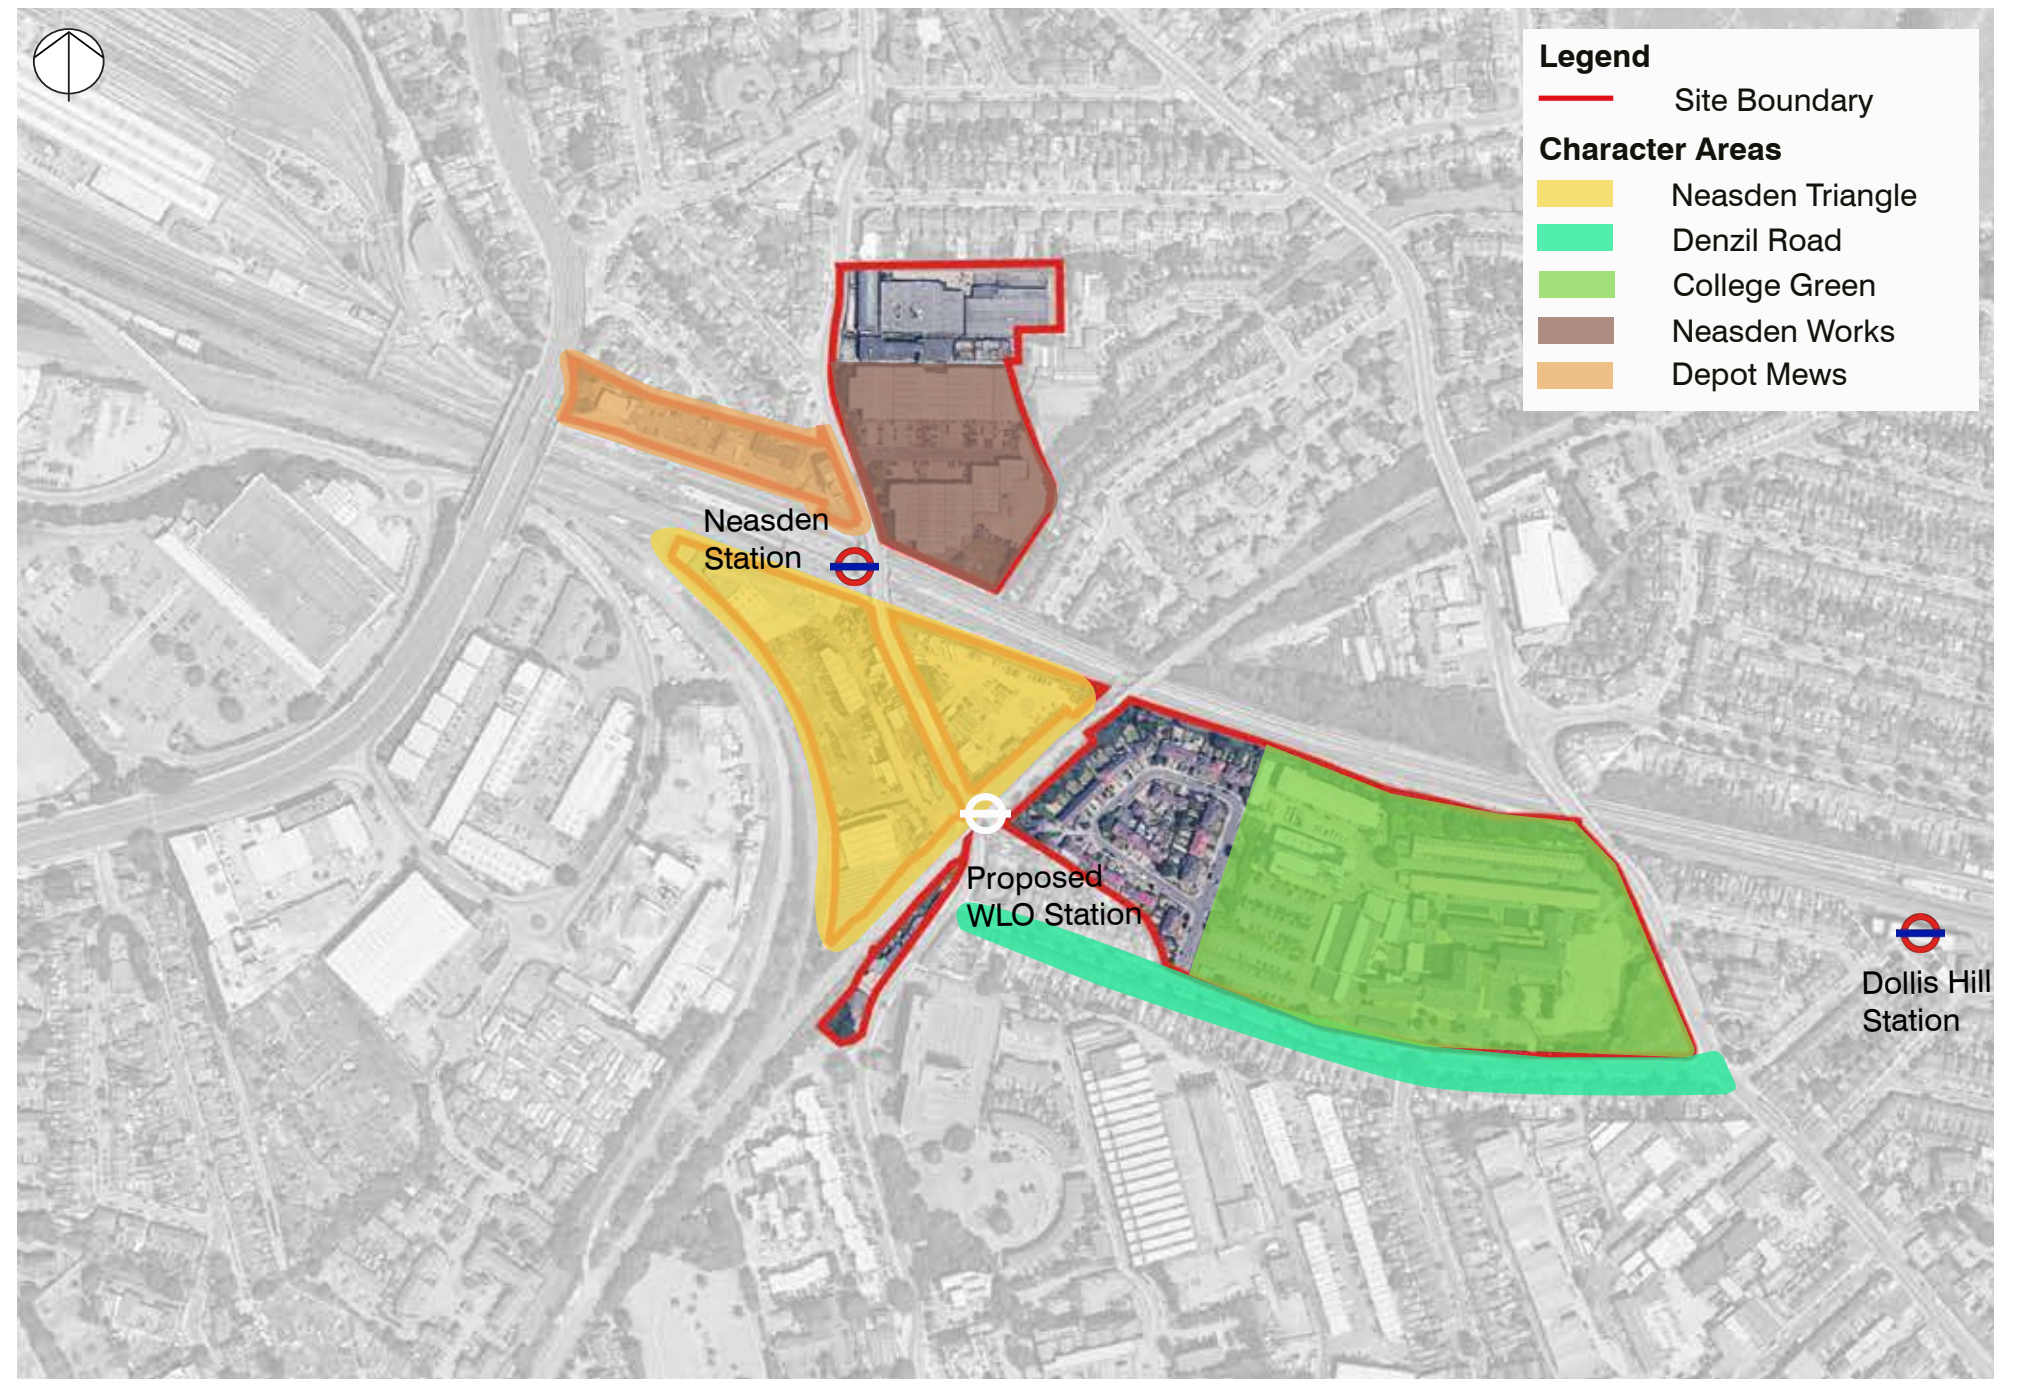 Legend
Site Boundary
Character Areas
Neasden Triangle
Denzil Road
College Green
Neasden Works
Depot Mews
Neasden
Station
Proposed
WLO Station
Dollis Hill
Station